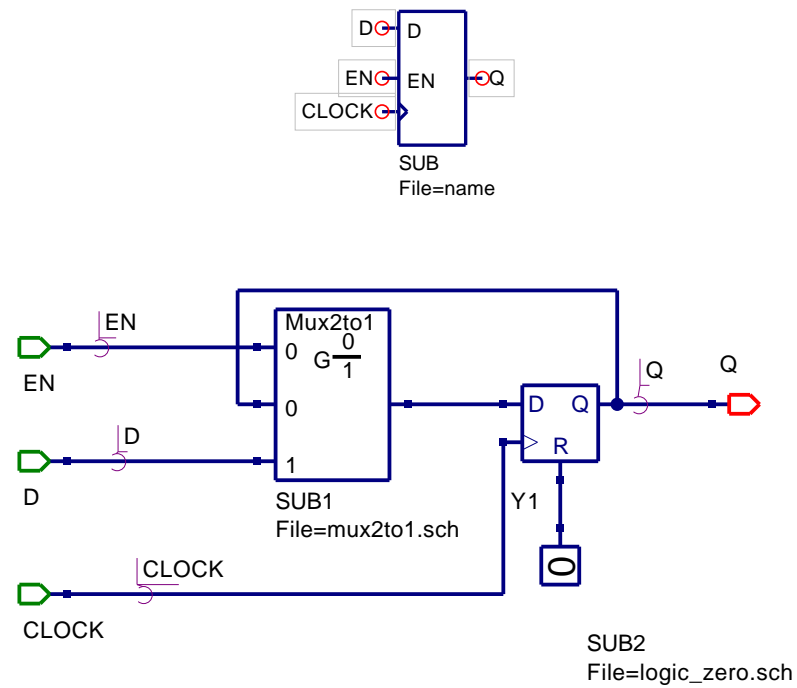 D
D
EN
EN
Q
CLOCK
SUB
File=name
EN
EN
Mux2to1
0
G
0
1
0
1
D
D
SUB1
File=mux2to1.sch
D
Q
R
Y1
0
Q
Q
CLOCK
CLOCK
SUB2
File=logic_zero.sch